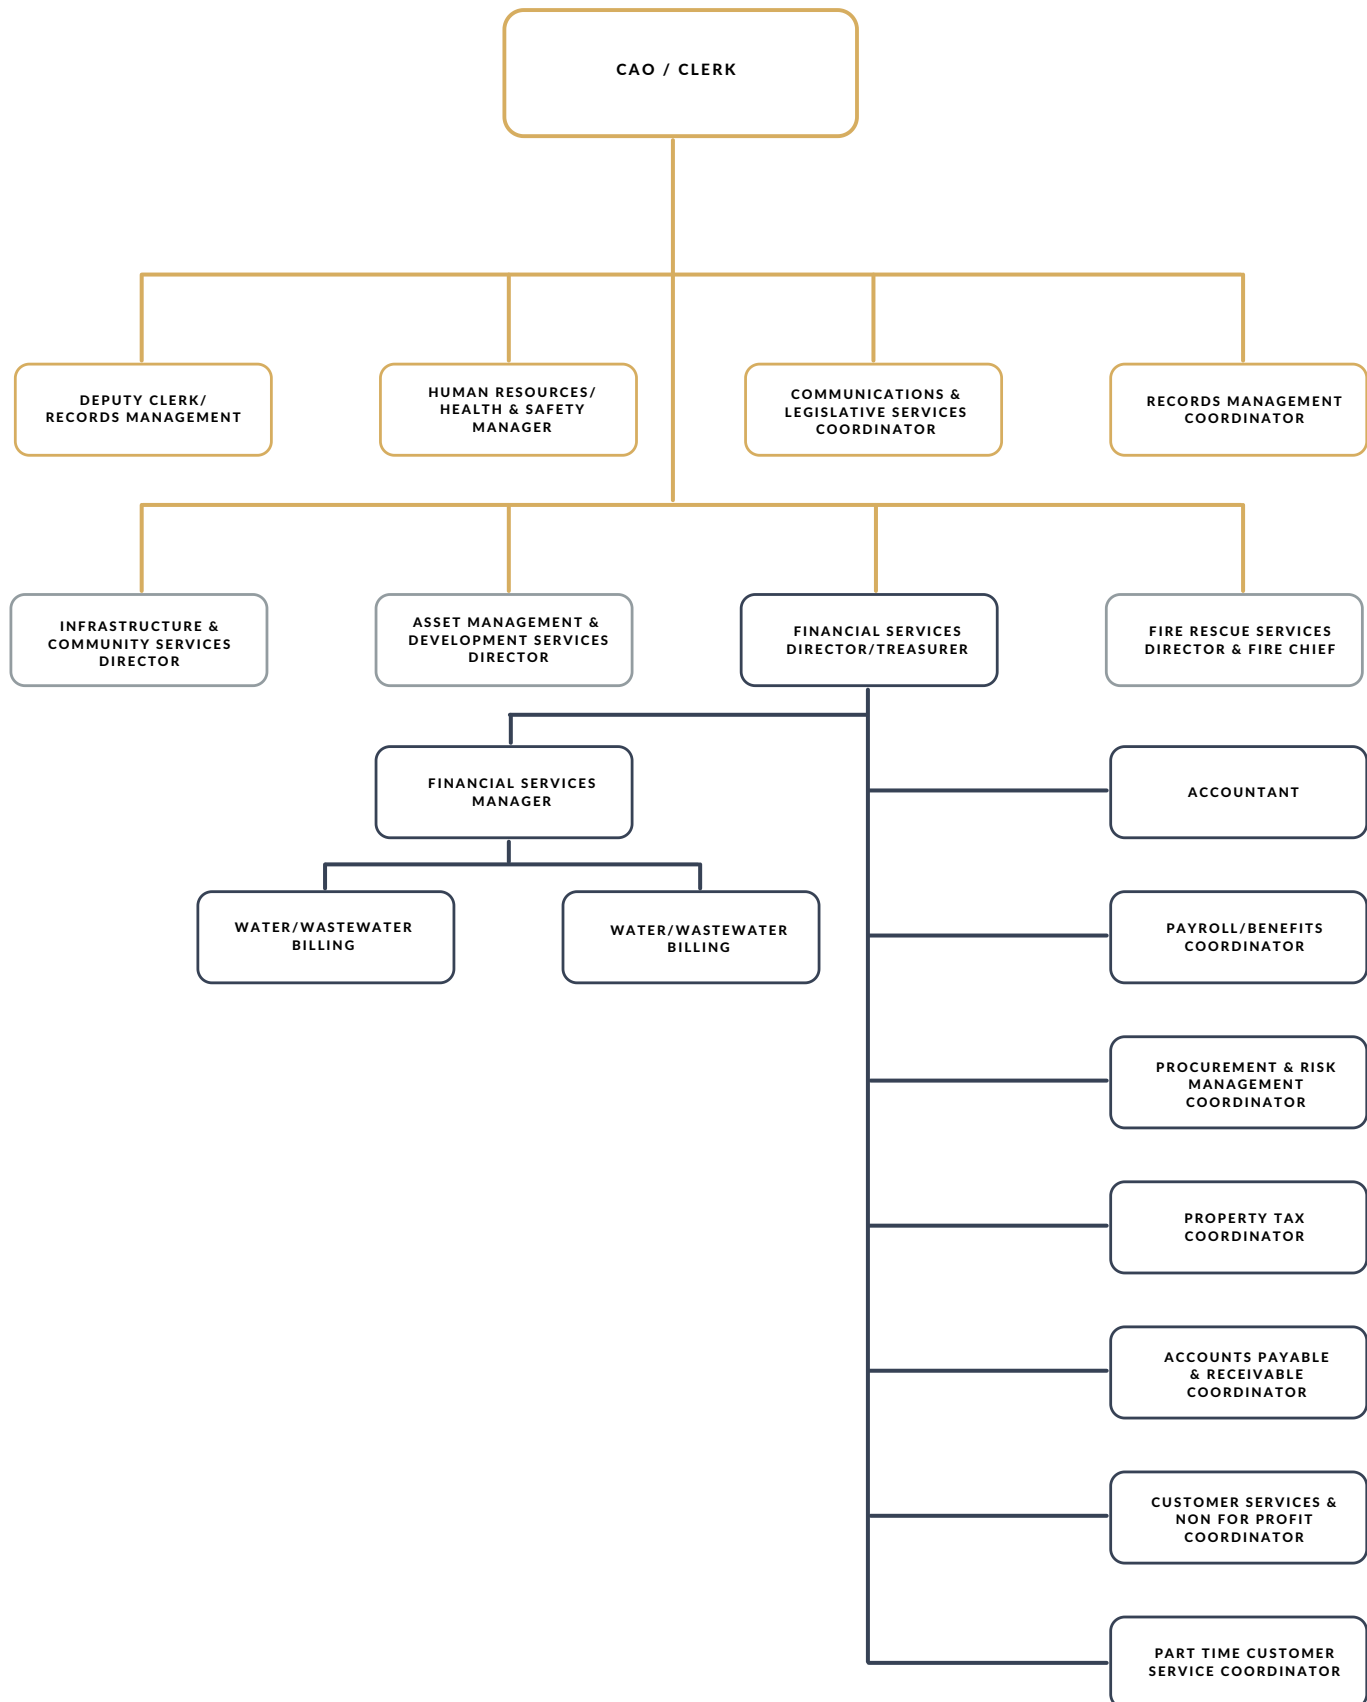 CAO / CLERK
DEPUTY CLERK/
RECORDS MANAGEMENT
HUMAN RESOURCES/
HEALTH & SAFETY
MANAGER
COMMUNICATIONS &
LEGISLATIVE SERVICES
COORDINATOR
RECORDS MANAGEMENT
COORDINATOR
INFRASTRUCTURE &
COMMUNITY SERVICES
DIRECTOR
ASSET MANAGEMENT &
DEVELOPMENT SERVICES
DIRECTOR
FINANCIAL SERVICES
DIRECTOR/TREASURER
FIRE RESCUE SERVICES
DIRECTOR & FIRE CHIEF
FINANCIAL SERVICES
MANAGER
ACCOUNTANT
WATER/WASTEWATER
BILLING
WATER/WASTEWATER
BILLING
PAYROLL/BENEFITS
COORDINATOR
PROCUREMENT & RISK
MANAGEMENT
COORDINATOR
PROPERTY TAX
COORDINATOR
ACCOUNTS PAYABLE
& RECEIVABLE
COORDINATOR
CUSTOMER SERVICES &
NON FOR PROFIT
COORDINATOR
PART TIME CUSTOMER
SERVICE COORDINATOR